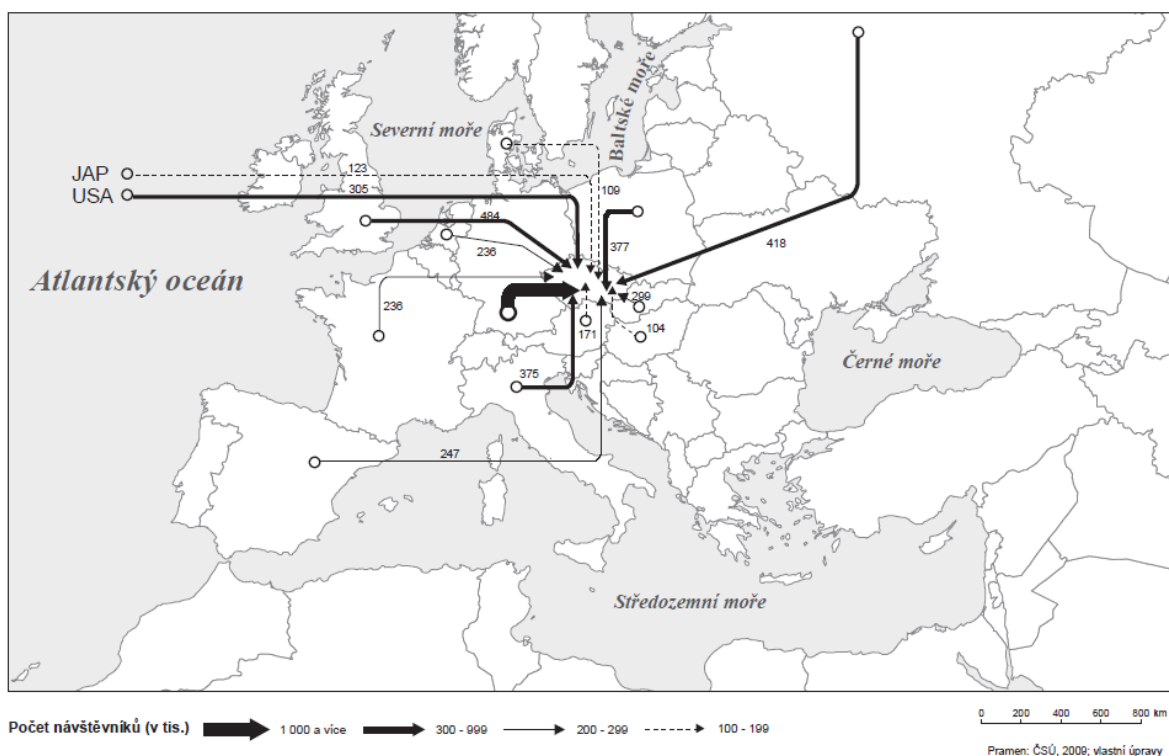 Severní moře
Baltské moře
JAP
123
USA
305
109
484
236
377
418
Atlantský oceán
299
236
171
104
Černé moře
375
247
Středozemní moře
Počet návštěvníků (v tis.)
1 000 a více
300 - 999
200 - 299
100 - 199
0 200 400 600 800 km
Pramen: ČSÚ, 2009; vlastní úpravy